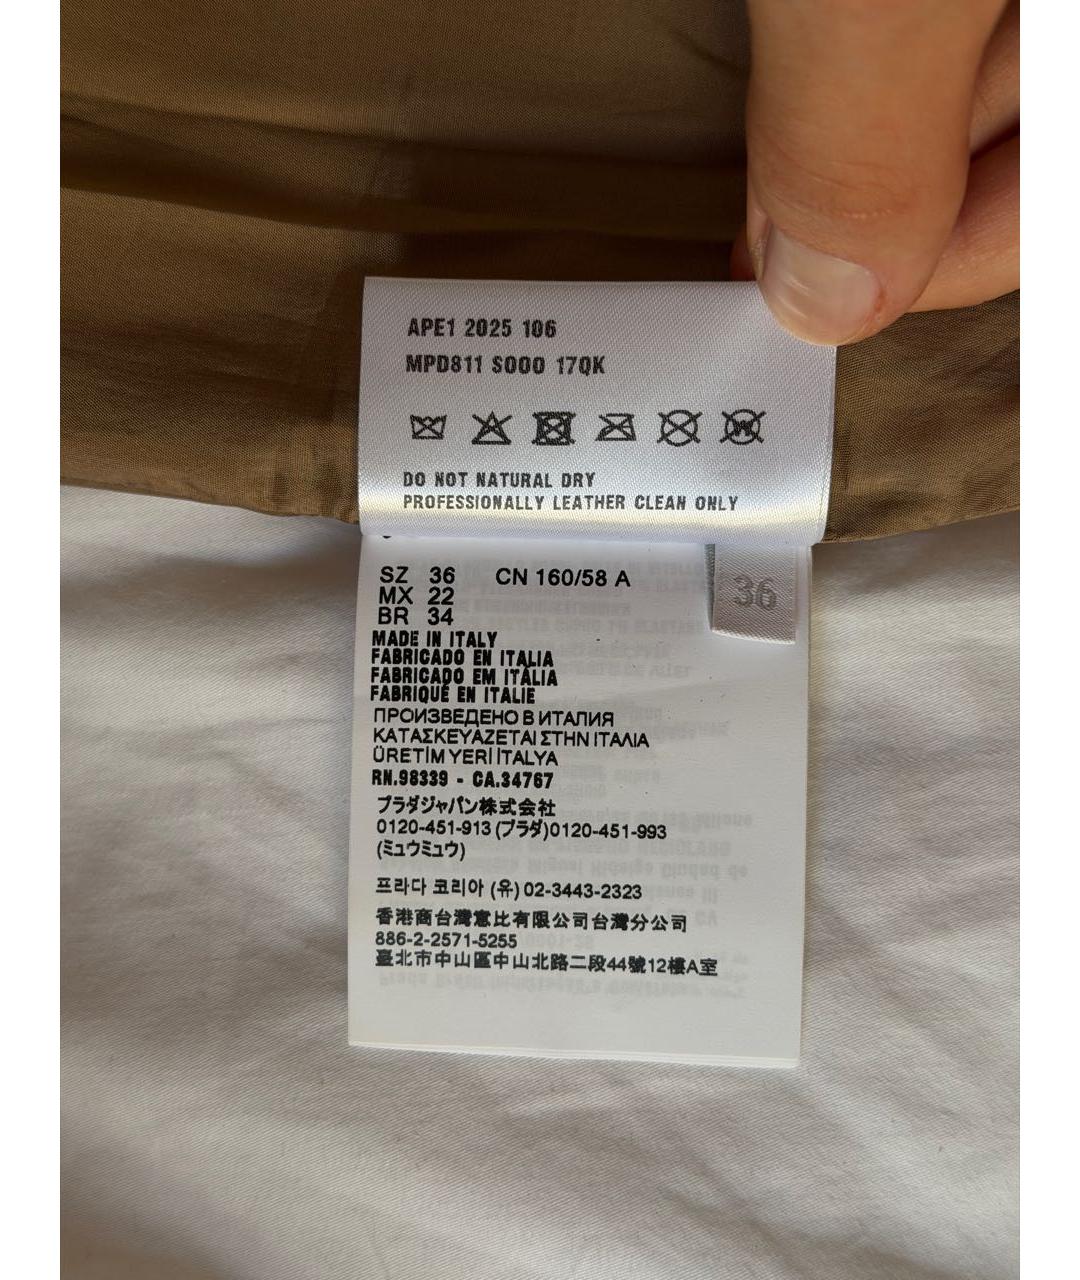 APE1 2025 106
MPD811 S000 17QK
DO NOT NATURAL DRY
PROFESSIONALLY LEATHER CLEAN ONLY
SZ 36 CN 160/58 A
36
MX 22
BR 34
MADE IN ITALY
FABRICADO EN ITALIA
FABRICADO EM ITÁLIA
FABRIQUÉ EN ITALIE
ПРОИЗВЕДЕНО В ИТАЛИЯ
ΚΑΤΑΣΚΕΥΑΖΕΤΑΙ ΣΤΗΝ ΙΤΑΛΙΑ
ÜRETİM YERİ İTALYA
RN.98339 - CA.34767
プラダジャパン株式会社
0120-451-913 (プラダ)0120-451-993
(ミュウミュウ)
프라다 코리아 (유) 02-3443-2323
香港商台灣憙比有限公司台灣分公司
886-2-2571-5255
臺北市中山區中山北路二段44號12樓A室